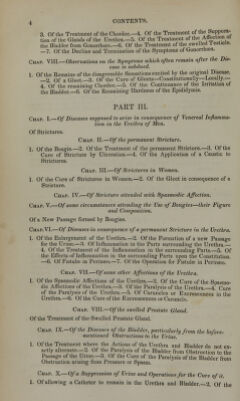 4
CONTENTS.
3. Of the Treatment of the Chordee.—4. Of the Treatment of the Suppura-
tion of the Glands of the Urethra.—5. Of the Treatment of the Affection of
the Bladder from Gonorrhœa.—6. Of the Treatment of the swelled Testicle.
—7. Of the Decline and Termination of the Symptoms of Gonorrhœa.
Chap. VIII.—Observations on the Symptoms which often remain after the Dis-
ease is subdued.
1. Of the Remains of the disagreeable Sensations excited by the original Disease.
—2. Of a Gleet.—3. Of the Cure of Gleets—Constitutionally—Locally.—
4. Of the remaining Chordee.—5. Of the Continuance of the Irritation of
the Bladder.—6. Of the Remaining Hardness of the Epididymis.
PART III.
Chap. I.—Of Diseases supposed to arise in consequence of Venereal Inflamma-
tion in the Urethra of Men.
Of Strictures.
Chap. II.—Of the permanent Stricture.
1. Of the Bougie.—2. Of the Treatment of the permanent Stricture.—3. Of the
Cure of Stricture by Ulceration.—4. Of the Application of a Caustic to
Strictures.
Chap. III.—Of Strictures in Women.
1. Of the Cure of Strictures in Women.—2. Of the Gleet in consequence of a
Stricture.
Chap. IV.—Of Stricture attended with Spasmodic Affection.
Chap. V.—Of some circumstances attending the Use of Bougies—their Figure
and Composition.
Of a New Passage formed by Bougies.
Chap. VI.—Of Diseases in consequence of a permanent Stricture in the Urethra.
1. Of the Enlargement of the Urethra.—2. Of the Formation of a new Passage
for the Urine.—3. Of Inflammation in the Parts surrounding the Urethra.—
4. Of the Treatment of the Inflammation in the surrounding Parts.—5. Of
the Effects of Inflammation in the surrounding Parts upon the Constitution.
—6. Of Fistulæ in Perineo.—7. Of the Operation for Fistulæ in Perineo.
Chap. VII.—Of some other Affections of the Urethra.
1. Of the Spasmodic Affections of the Urethra.—2. Of the Cure of the Spasmo-
dic Affections of the Urethra.—3. Of the Paralysis of the Urethra.—4. Cure
of the Paralysis of the Urethra.—5. Of Caruncles or Excrescences in the
Urethra.—6. Of the Cure of the Excrescences or Caruncle.
Chap. VIII.—Of the swelled Prostate Gland.
Of the Treatment of the Swelled Prostate Gland.
Chap. IX.—Of the Diseases of the Bladder, particularly from the before-
mentioned Obstructions to the Urine.
1. Of the Treatment where the Actions of the Urethra and Bladder do not ex-
actly alternate.—2. Of the Paralysis of the Bladder from Obstruction to the
Passage of the Urine.—3. Of the Cure of the Paralysis of the Bladder from
Obstruction arising from Pressure or Spasm.
Chap. X.—Of a Suppression of Urine and Operations for the Cure of it.
1. Of allowing a Catheter to remain in the Urethra and Bladder.—2. Of the